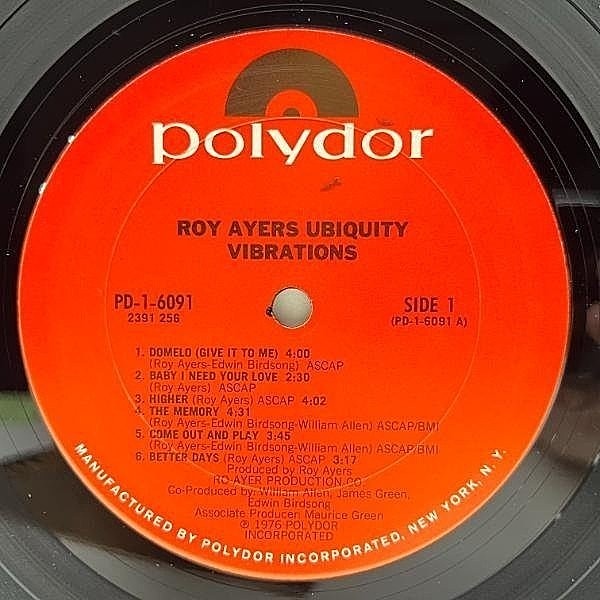 polydor
ROY AYERS UBIQUITY
VIBRATIONS
PD-1-6091
2391 256
SIDE 1
(PD-1-6091 A)
1. DOMELO (GIVE IT TO ME) 4:00
(Roy Ayers-Edwin Birdsong) ASCAP
2. BABY I NEED YOUR LOVE 2:30
(Roy Ayers) ASCAP
3. HIGHER (Roy Ayers) ASCAP 4:02
4. THE MEMORY 4:31
(Roy Ayers-Edwin Birdsong-William Allen) ASCAP/BMI
5. COME OUT AND PLAY 3:45
(Roy Ayers-Edwin Birdsong-William Allen) ASCAP/BMI
6. BETTER DAYS (Roy Ayers) ASCAP 3:17
Produced by Roy Ayers
RO-AYER PRODUCTION CO.
Co-Produced by: William Allen, James Green,
Edwin Birdsong
Associate Producer: Maurice Green
℗ 1976 POLYDOR
INCORPORATED
MANUFACTURED BY POLYDOR INCORPORATED, NEW YORK, N.Y.